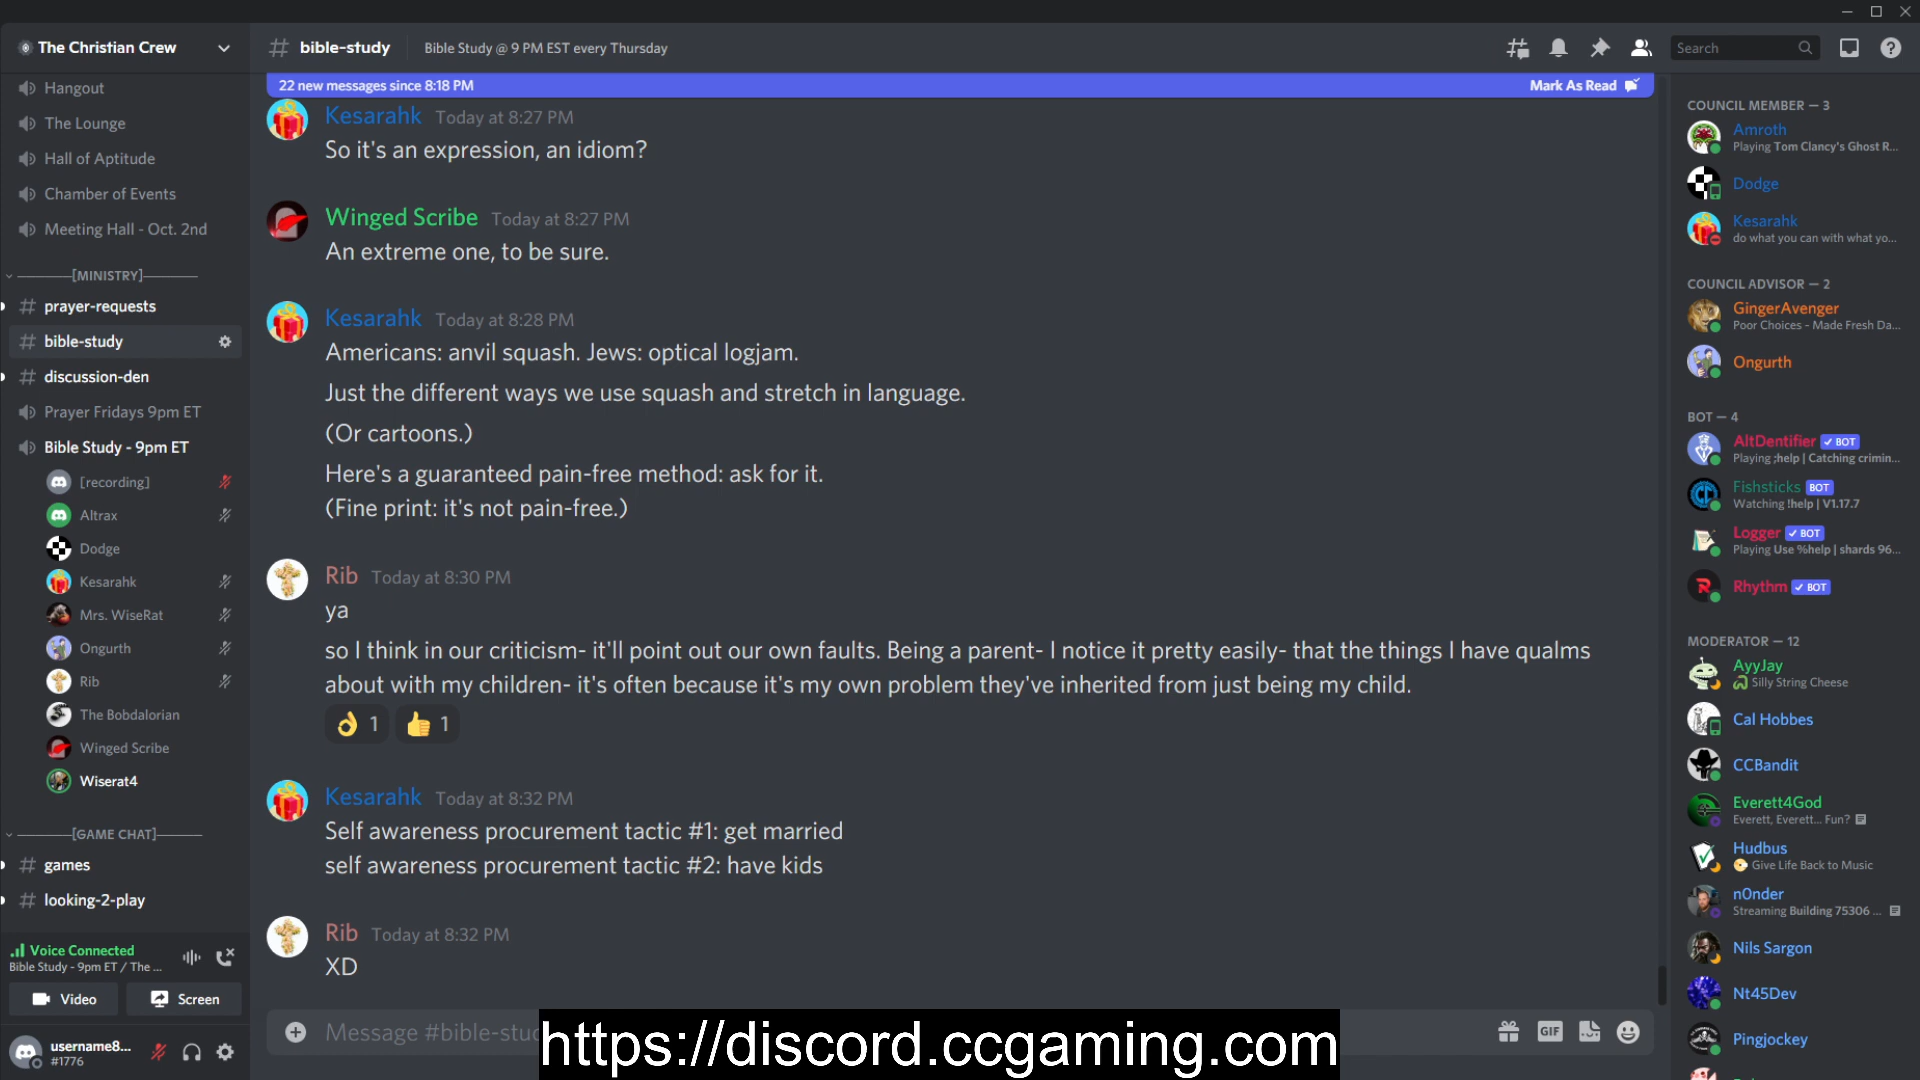 The Christian Crew
Hangout
The Lounge
Hall of Aptitude
Chamber of Events
Meeting Hall - Oct. 2nd
[MINISTRY]
prayer-requests
bible-study
discussion-den
Prayer Fridays 9pm ET
Bible Study - 9pm ET
[recording]
Altrax
Dodge
Kesarahk
Mrs. WiseRat
Ongurth
Rib
The Bobdalorian
Winged Scribe
Wiserat4
[GAME CHAT]
games
looking-2-play
Voice Connected
Bible Study - 9pm ET / The ...
Video
Screen
username8...
#1776
bible-study
Bible Study @ 9 PM EST every Thursday
Search
22 new messages since 8:18 PM
Mark As Read
Kesarahk Today at 8:27 PM
So it's an expression, an idiom?
Winged Scribe Today at 8:27 PM
An extreme one, to be sure.
Kesarahk Today at 8:28 PM
Americans: anvil squash. Jews: optical logjam.
Just the different ways we use squash and stretch in language.
(Or cartoons.)
Here's a guaranteed pain-free method: ask for it.
(Fine print: it's not pain-free.)
Rib Today at 8:30 PM
ya
so I think in our criticism- it'll point out our own faults. Being a parent- I notice it pretty easily- that the things I have qualms
about with my children- it's often because it's my own problem they've inherited from just being my child.
👌 1 👍 1
Kesarahk Today at 8:32 PM
Self awareness procurement tactic #1: get married
self awareness procurement tactic #2: have kids
Rib Today at 8:32 PM
XD
Message #bible-stu
https://discord.ccgaming.com
GIF
COUNCIL MEMBER — 3
Amroth
Playing Tom Clancy's Ghost R...
Dodge
Kesarahk
do what you can with what yo...
COUNCIL ADVISOR — 2
GingerAvenger
Poor Choices - Made Fresh Da...
Ongurth
BOT — 4
AltDentifier ✓ BOT
Playing ;help | Catching crimin...
Fishsticks BOT
Watching !help | V1.17.7
Logger ✓ BOT
Playing Use %help | shards 96...
Rhythm ✓ BOT
MODERATOR — 12
AyyJay
Silly String Cheese
Cal Hobbes
CCBandit
Everett4God
Everett, Everett... Fun?
Hudbus
Give Life Back to Music
n0nder
Streaming Building 75306 ...
Nils Sargon
Nt45Dev
Pingjockey